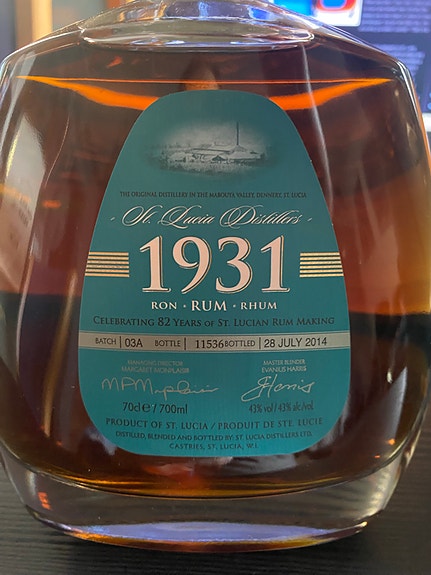 THE ORIGINAL DISTILLERY IN THE MABOUYA VALLEY, DENNERY, ST. LUCIA
- St. Lucia Distillers -
1931
RON • RUM • RHUM
CELEBRATING 82 YEARS OF ST. LUCIAN RUM MAKING
BATCH | 03A BOTTLE | 11536 BOTTLED | 28 JULY 2014
MANAGING DIRECTOR MASTER BLENDER
MARGARET MONPLAISIR EVANIUS HARRIS
70cl e / 700ml 43% vol / 43% alc./vol.
PRODUCT OF ST. LUCIA / PRODUIT DE STE. LUCIE
DISTILLED, BLENDED AND BOTTLED BY: ST. LUCIA DISTILLERS LTD.
CASTRIES, ST. LUCIA, W.I.